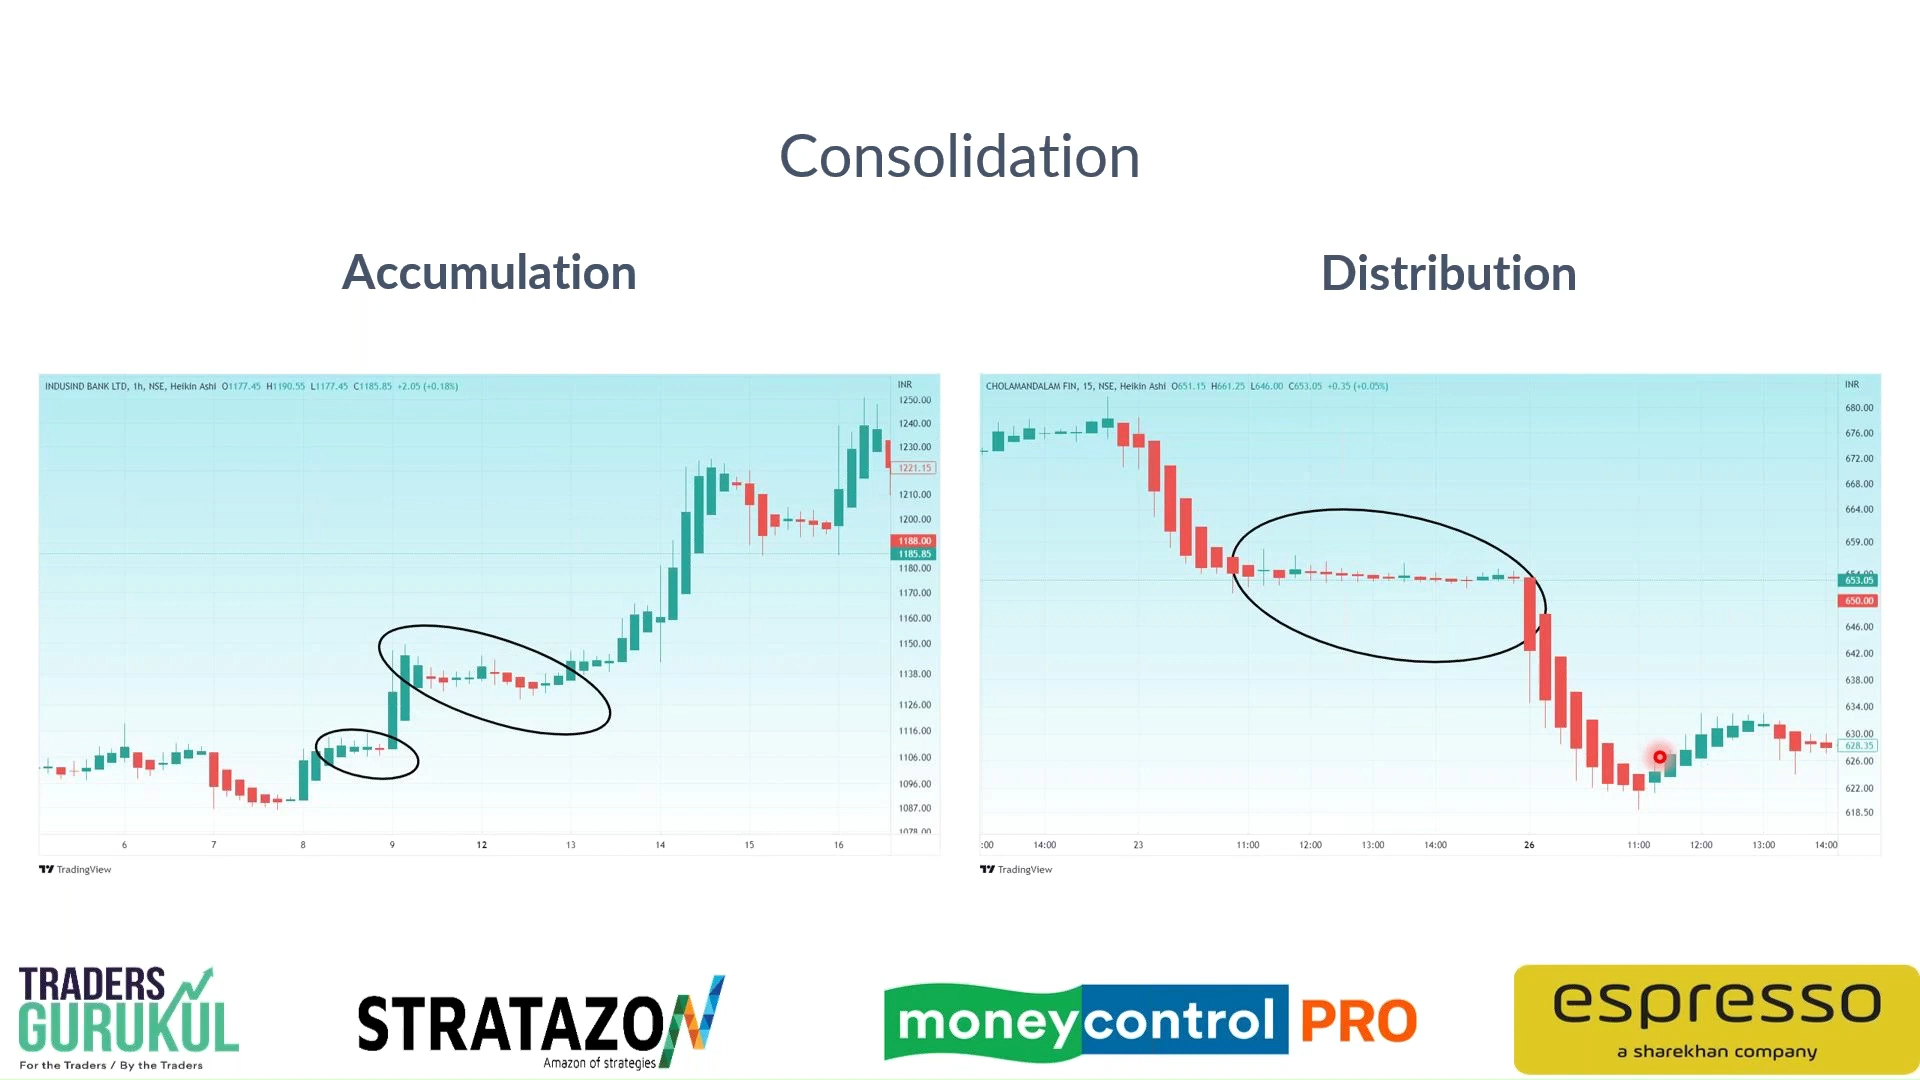 Consolidation
Accumulation
Distribution
INDUSIND BANK LTD, 1h, NSE, Heikin Ashi O1177.45 H1190.55 L1177.45 C1185.85 +2.05 (+0.18%)
INR
1250.00
1240.00
1230.00
1221.15
1210.00
1200.00
1188.00
1185.85
1180.00
1170.00
1160.00
1150.00
1138.00
1126.00
1116.00
1106.00
1096.00
1087.00
1078.00
6 7 8 9 12 13 14 15 16
TradingView
CHOLAMANDALAM FIN, 15, NSE, Heikin Ashi O651.15 H661.25 L646.00 C653.05 +0.35 (+0.05%)
INR
680.00
676.00
672.00
668.00
664.00
659.00
654.00
653.05
650.00
646.00
642.00
638.00
634.00
630.00
628.35
626.00
622.00
618.50
:00 14:00 23 11:00 12:00 13:00 14:00 26 11:00 12:00 13:00 14:00
TradingView
TRADERS
GURUKUL
For the Traders / By the Traders
STRATAZON
Amazon of strategies
moneycontrol PRO
espresso
a sharekhan company